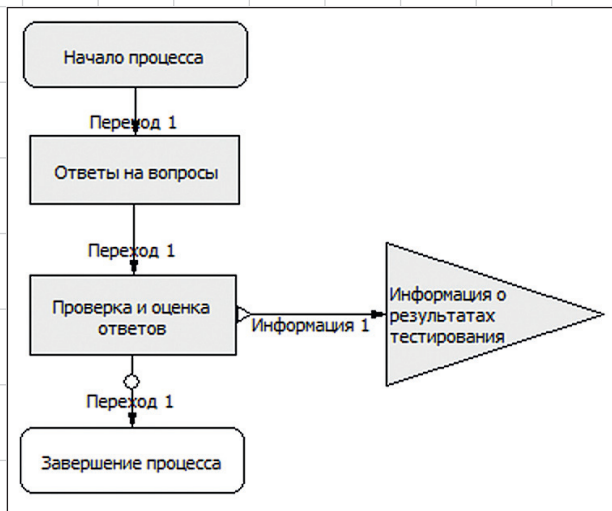 Начало процесса
Переход 1
Ответы на вопросы
Переход 1
Проверка и оценка
ответов
Информация 1
Информация о
результатах
тестирования
Переход 1
Завершение процесса